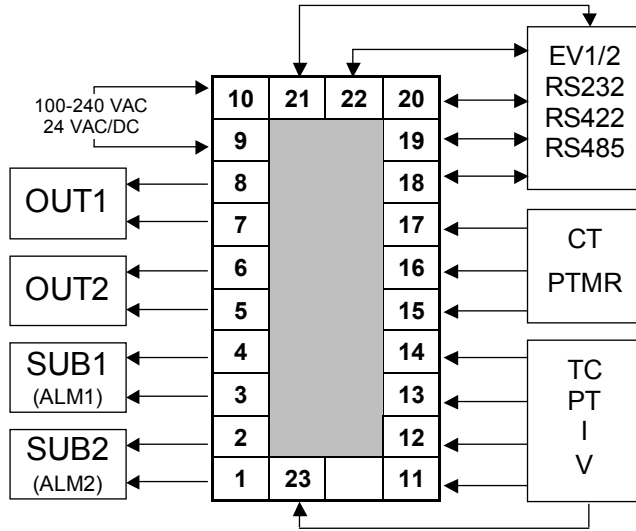 EV1/2
RS232
RS422
RS485
100-240 VAC
24 VAC/DC
10 21 22 20
9 19
8 18
7 17
6 16
5 15
4 14
3 13
2 12
1 23 11
OUT1
OUT2
SUB1
(ALM1)
SUB2
(ALM2)
CT
PTMR
TC
PT
I
V